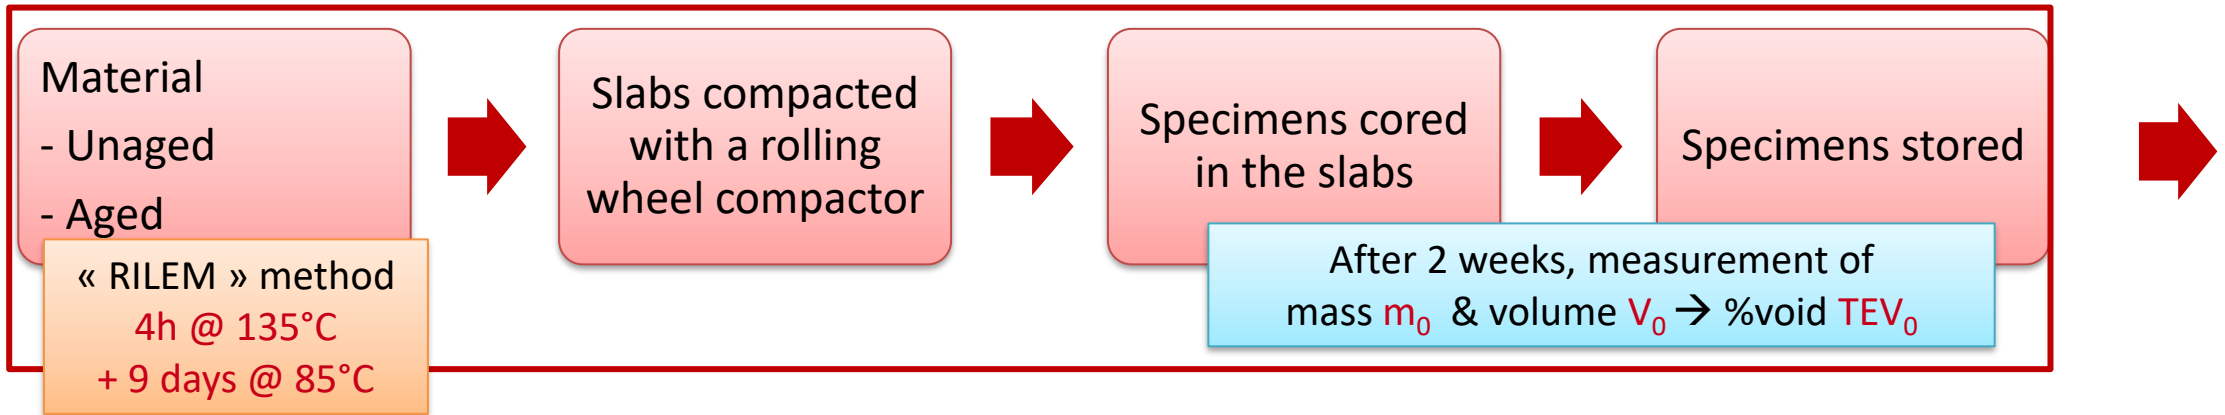 Material
- Unaged
- Aged
« RILEM » method
4h @ 135°C
+ 9 days @ 85°C
Slabs compacted
with a rolling
wheel compactor
Specimens cored
in the slabs
Specimens stored
After 2 weeks, measurement of
mass m₀ & volume V₀ → %void TEV₀